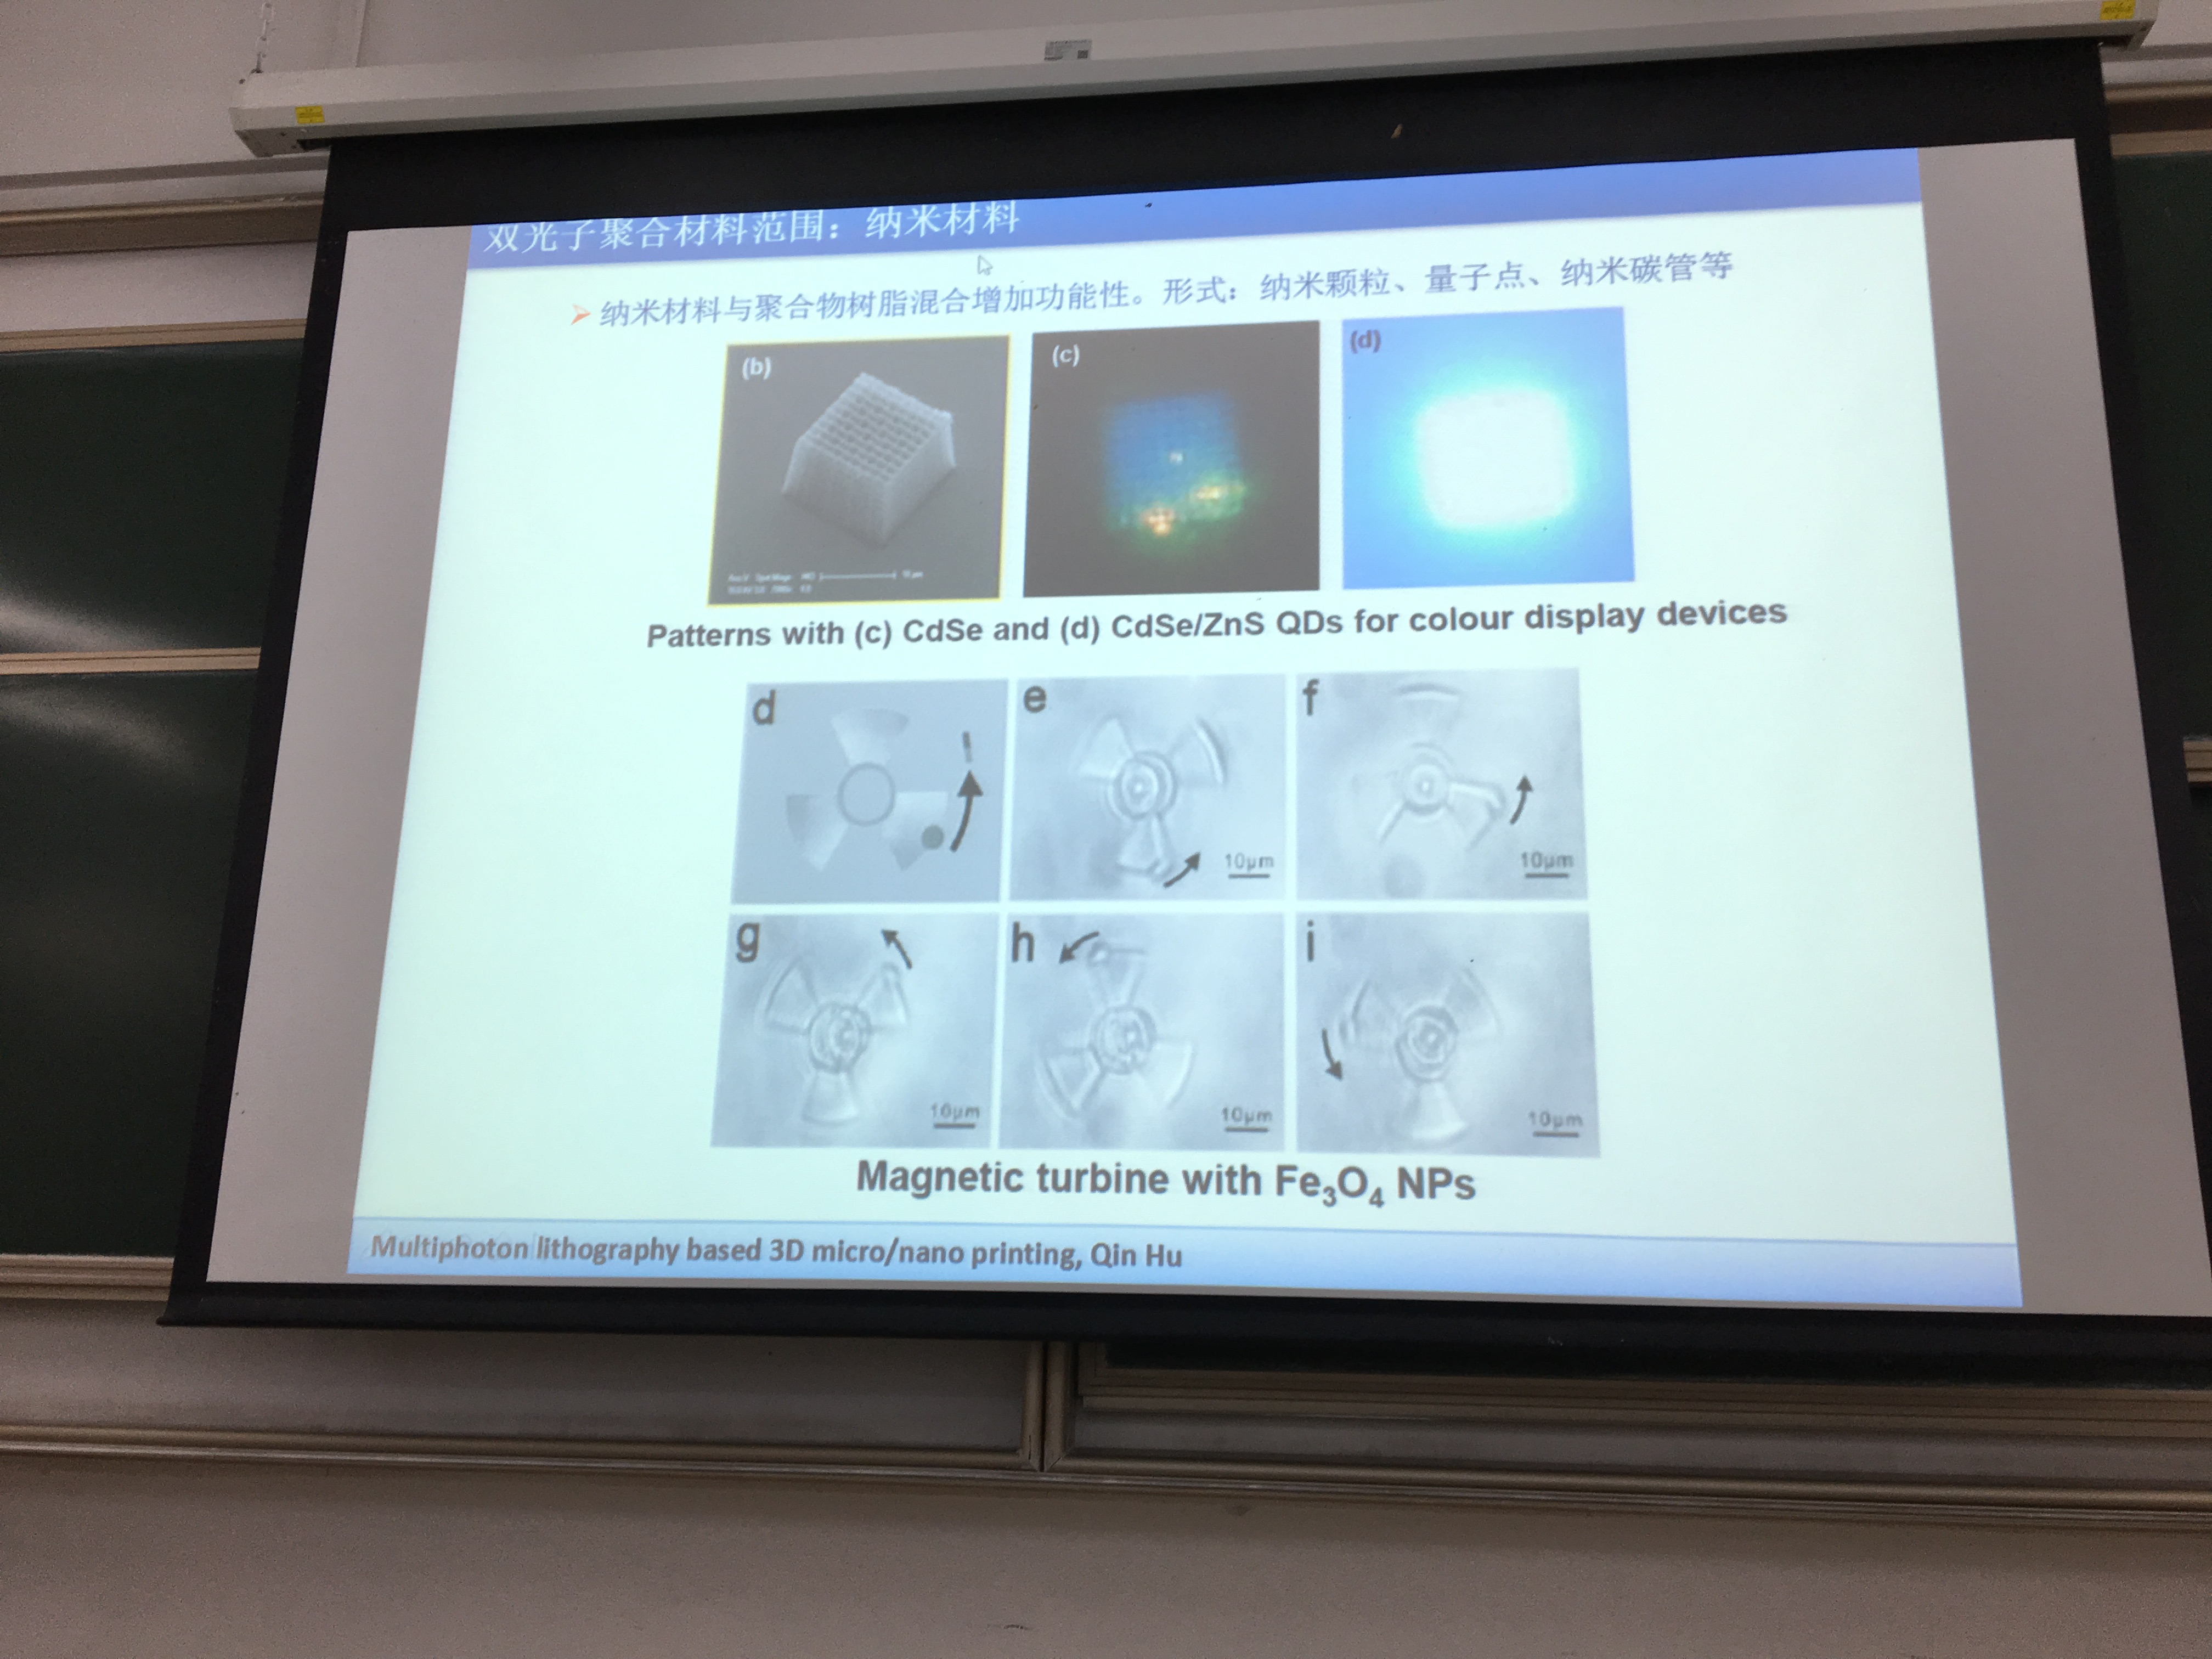 双光子聚合材料范围：纳米材料
➢ 纳米材料与聚合物树脂混合增加功能性。形式：纳米颗粒、量子点、纳米碳管等
(b) (c) (d)
Patterns with (c) CdSe and (d) CdSe/ZnS QDs for colour display devices
d e f
10µm 10µm
g h i
10µm 10µm 10µm
Magnetic turbine with Fe₃O₄ NPs
Multiphoton lithography based 3D micro/nano printing, Qin Hu